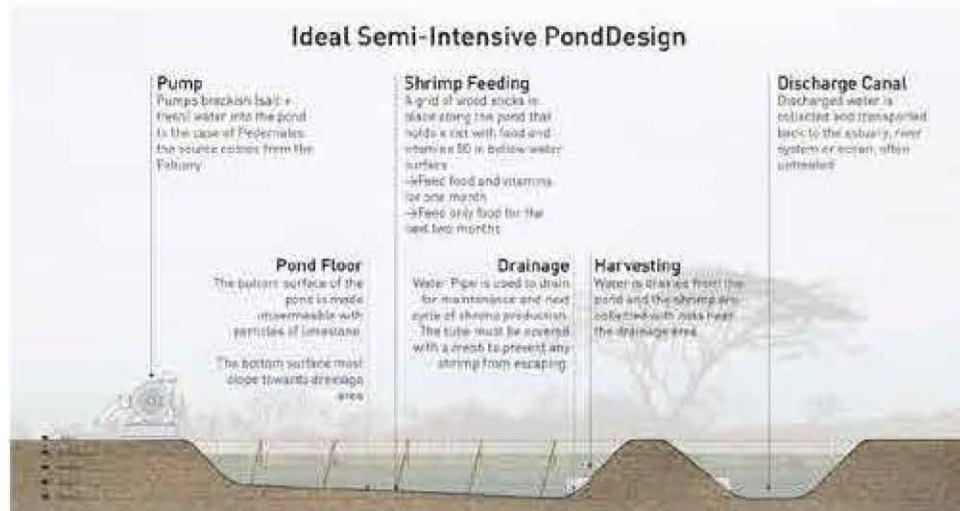 Ideal Semi-Intensive PondDesign
Pump
Pumps brackish (salt +
fresh) water into the pond
In the case of Pedernales
the source comes from the
Estuary
Shrimp Feeding
A grid of wood sticks is
place along the pond that
holds a net with food and
vitamins 80 in bellow water
surface
→Feed food and vitamins
for one month
→Feed only food for the
next two months
Discharge Canal
Discharged water is
collected and transported
back to the estuary, river
system or ocean, often
untreated
Pond Floor
The bottom surface of the
pond is made
impermeable with
particles of limestone.
The bottom surface most
slope towards drainage
area
Drainage
Water Pipe is used to drain
for maintenance and next
cycle of shrimp production.
The tube must be covered
with a mesh to prevent any
shrimp from escaping.
Harvesting
Water is drained from the
pond and the shrimp are
collected with nets near
the drainage area